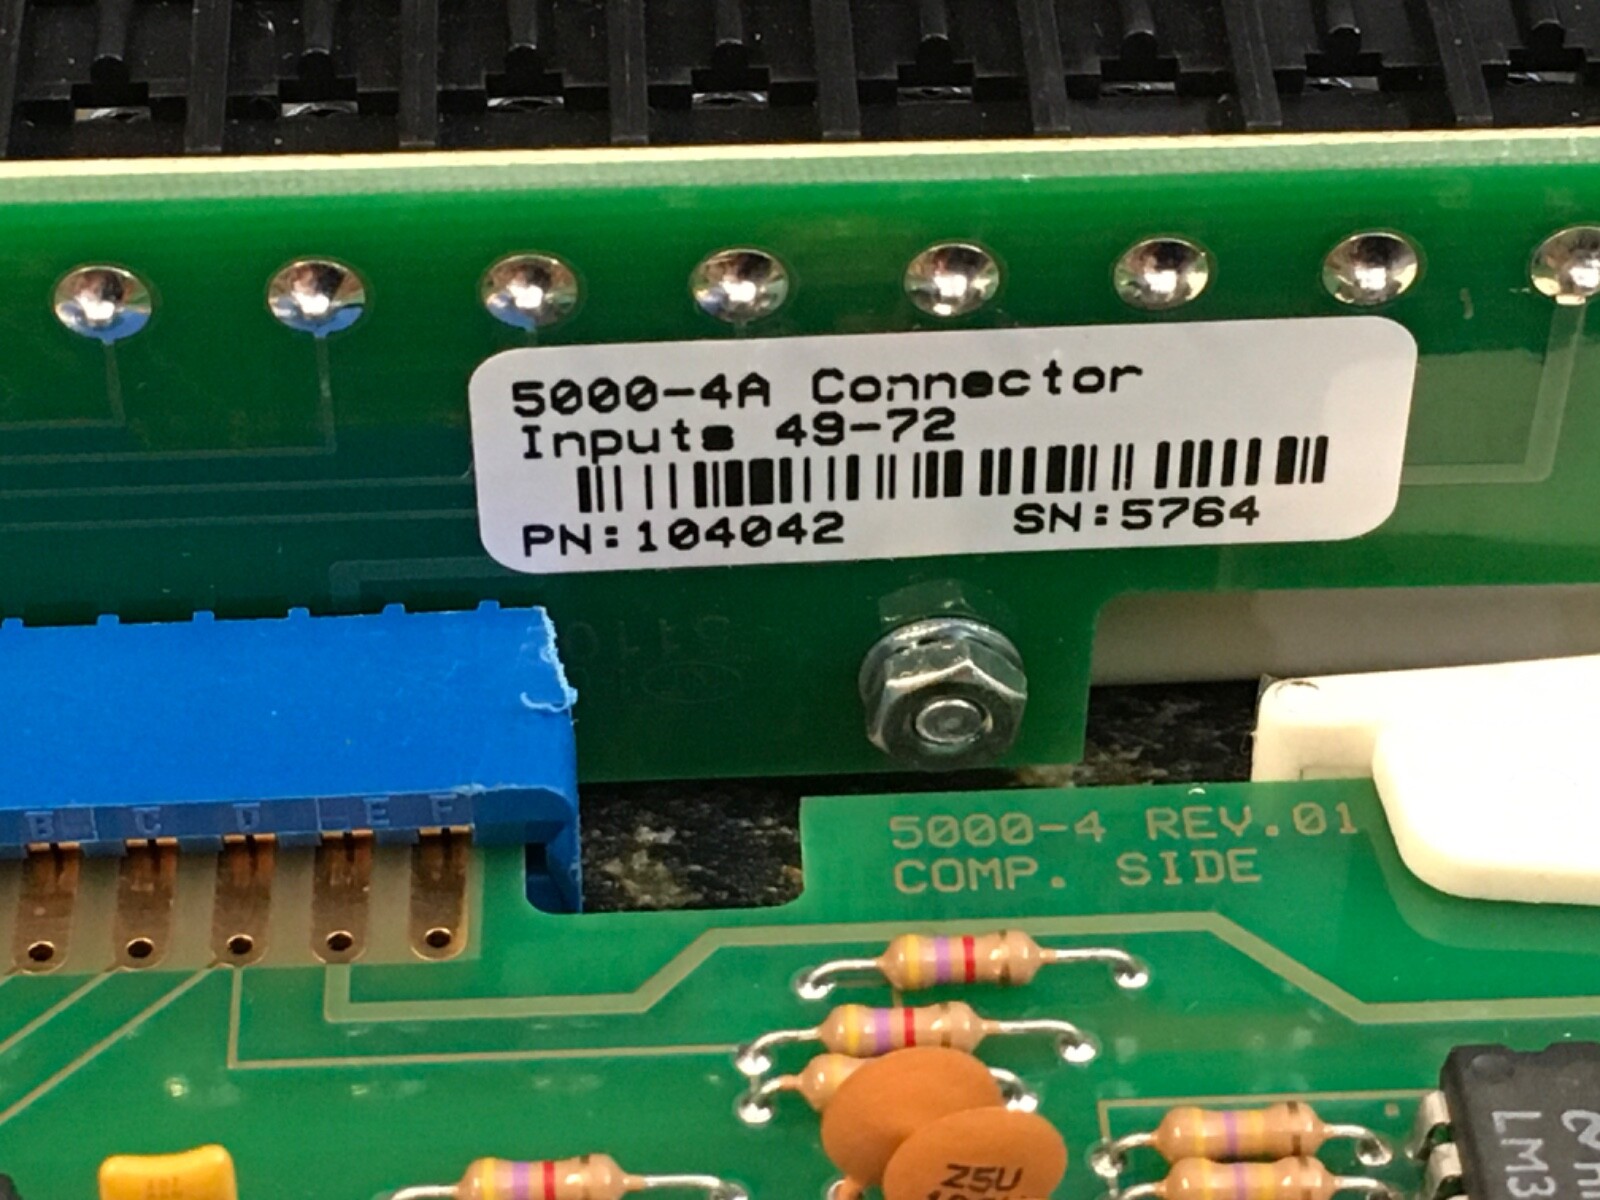 5000-4A Connector
Inputs 49-72
PN:104042 SN:5764
B C D E F
5000-4 REV.01
COMP. SIDE
Z5U
LM3